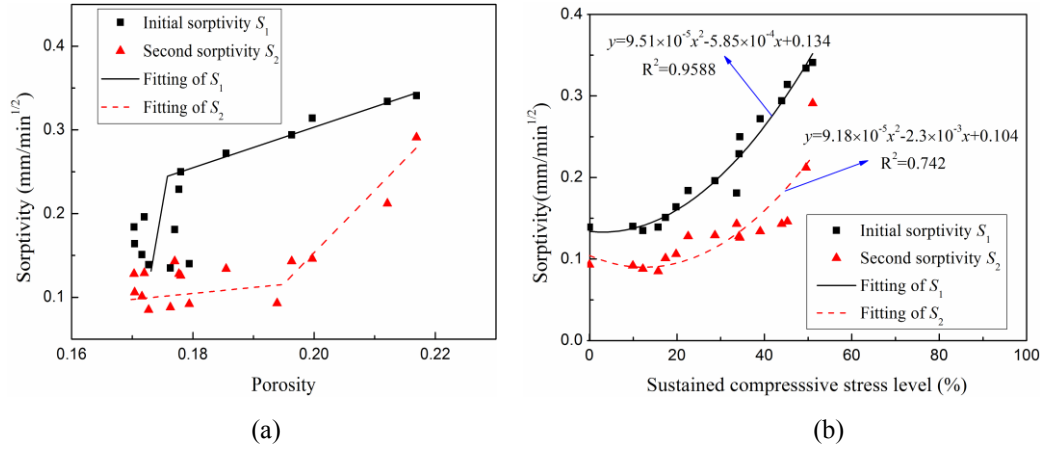 0.4
0.3
0.2
0.1
0.16
0.18
0.20
0.22
Sorptivity (mm/min^1/2)
Porosity
Initial sorptivity S₁
Second sorptivity S₂
Fitting of S₁
Fitting of S₂
(a)
0.4
0.3
0.2
0.1
0.0
0
20
40
60
80
100
Sorptivity(mm/min^1/2)
Sustained compresssive stress level (%)
y=9.51×10⁻⁵x²-5.85×10⁻⁴x+0.134
R²=0.9588
y=9.18×10⁻⁵x²-2.3×10⁻³x+0.104
R²=0.742
Initial sorptivity S₁
Second sorptivity S₂
Fitting of S₁
Fitting of S₂
(b)